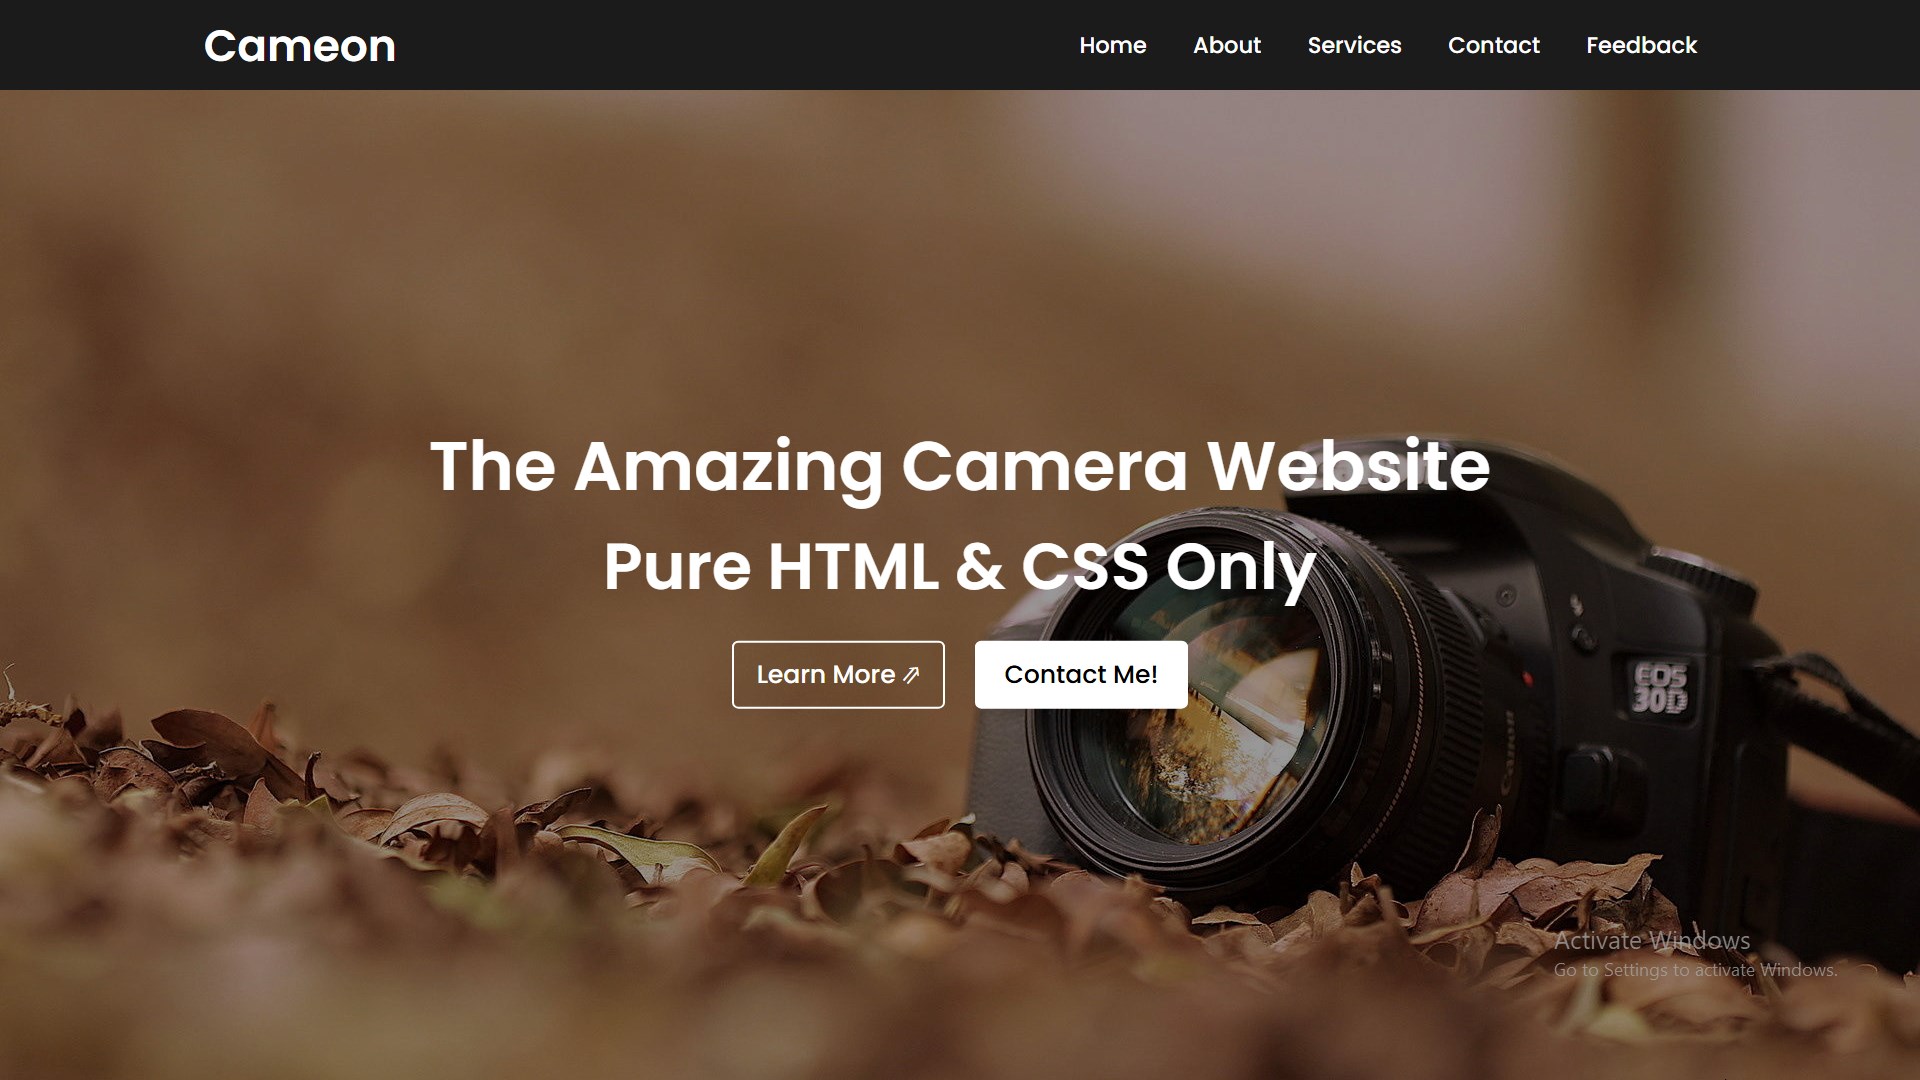 Cameon
Home About Services Contact Feedback
The Amazing Camera Website
Pure HTML & CSS Only
Learn More ⇗ Contact Me!
EOS
30D
Canon
Activate Windows
Go to Settings to activate Windows.